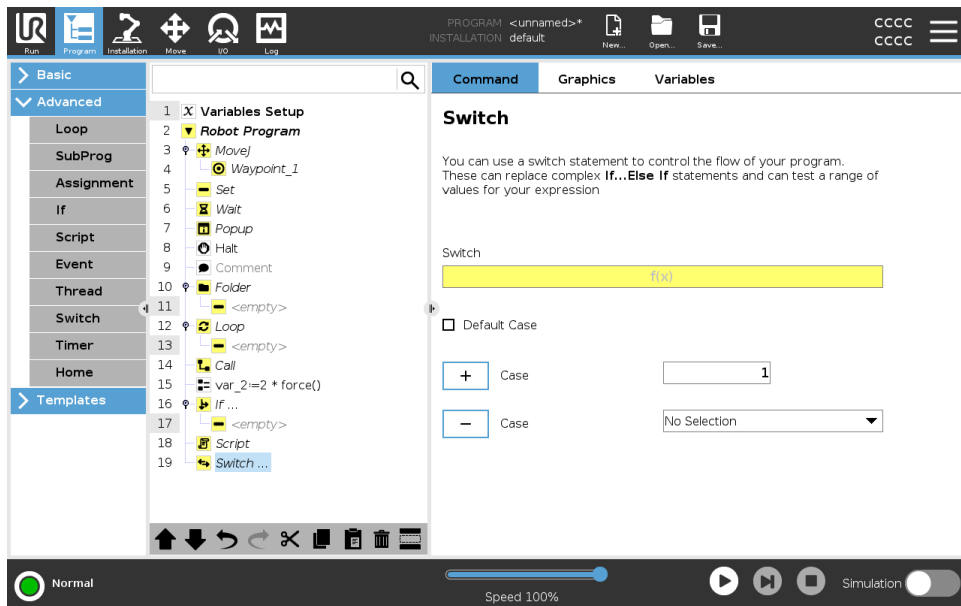 PROGRAM <unnamed>*
INSTALLATION default
CCCC
CCCC
Run
Program
Installation
Move
I/O
Log
New...
Open...
Save...
Basic
Advanced
Loop
SubProg
Assignment
If
Script
Event
Thread
Switch
Timer
Home
Templates
1 X Variables Setup
2 Robot Program
3 MoveJ
4 Waypoint_1
5 Set
6 Wait
7 Popup
8 Halt
9 Comment
10 Folder
11 <empty>
12 Loop
13 <empty>
14 Call
15 var_2:=2 * force()
16 If ...
17 <empty>
18 Script
19 Switch ...
Command Graphics Variables
Switch
You can use a switch statement to control the flow of your program.
These can replace complex If...Else If statements and can test a range of
values for your expression
Switch
f(x)
Default Case
+ Case 1
− Case No Selection
Normal
Speed 100%
Simulation